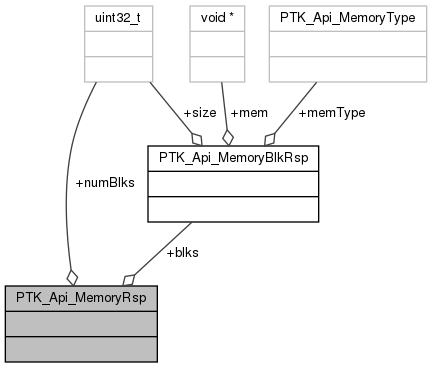 uint32_t
void *
PTK_Api_MemoryType
+size
+mem
+memType
PTK_Api_MemoryBlkRsp
+numBlks
+blks
PTK_Api_MemoryRsp